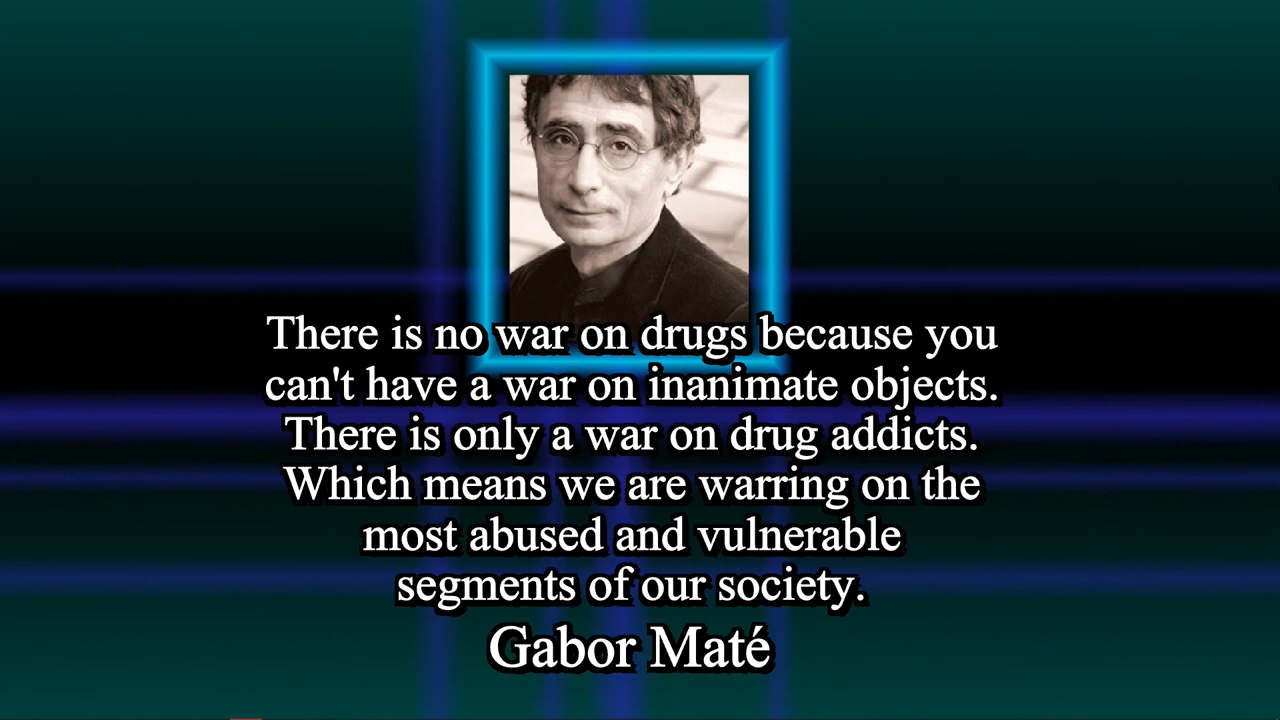 There is no war on drugs because you
can't have a war on inanimate objects.
There is only a war on drug addicts.
Which means we are warring on the
most abused and vulnerable
segments of our society.
Gabor Maté